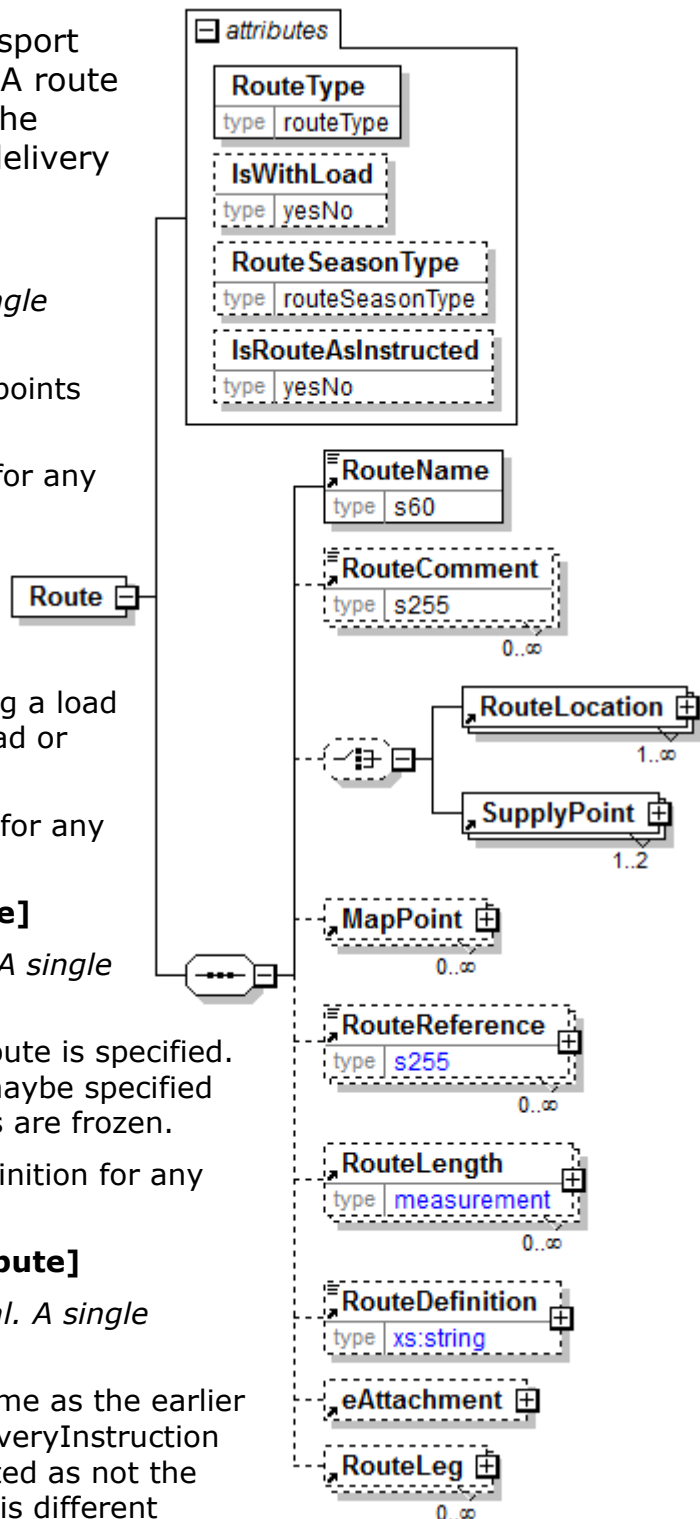 sport
A route
he
delivery
ngle
points
for any
g a load
ad or
for any
e]
A single
oute is specified.
maybe specified
s are frozen.
inition for any
bute]
l. A single
me as the earlier
veryInstruction
ted as not the
is different
attributes
RouteType
type routeType
IsWithLoad
type yesNo
RouteSeasonType
type routeSeasonType
IsRouteAsInstructed
type yesNo
Route
RouteName
type s60
RouteComment
type s255
0..∞
RouteLocation
1..∞
SupplyPoint
1..2
MapPoint
0..∞
RouteReference
type s255
0..∞
RouteLength
type measurement
0..∞
RouteDefinition
type xs:string
eAttachment
RouteLeg
0..∞